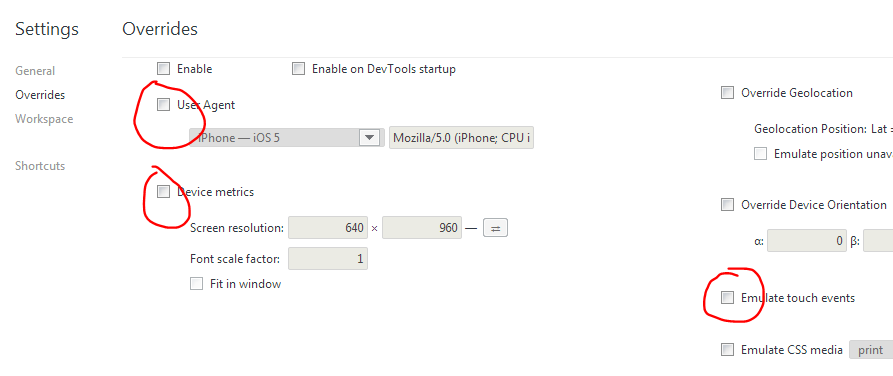 Settings
Overrides
General
Overrides
Workspace
Shortcuts
Enable
Enable on DevTools startup
User Agent
iPhone — iOS 5
Mozilla/5.0 (iPhone; CPU i
Device metrics
Screen resolution: 640 × 960 — ⇄
Font scale factor: 1
Fit in window
Override Geolocation
Geolocation Position: Lat =
Emulate position unav
Override Device Orientation
α: 0 β:
Emulate touch events
Emulate CSS media print